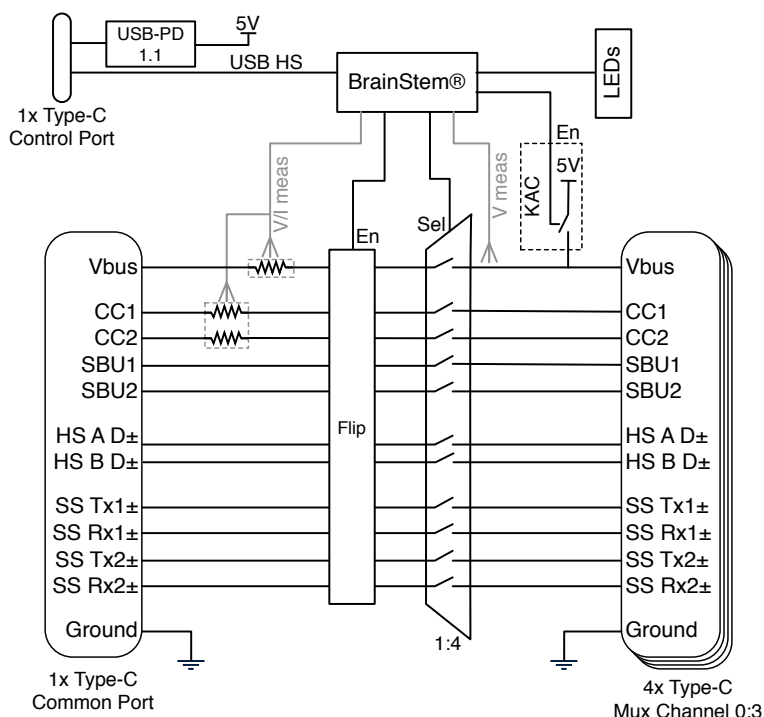 USB-PD
1.1
5V
USB HS
BrainStem®
LEDs
1x Type-C
Control Port
En
5V
KAC
V/I meas
V meas
En
Sel
Vbus
CC1
CC2
SBU1
SBU2
HS A D±
HS B D±
SS Tx1±
SS Rx1±
SS Tx2±
SS Rx2±
Ground
Flip
1:4
Vbus
CC1
CC2
SBU1
SBU2
HS A D±
HS B D±
SS Tx1±
SS Rx1±
SS Tx2±
SS Rx2±
Ground
1x Type-C
Common Port
4x Type-C
Mux Channel 0:3